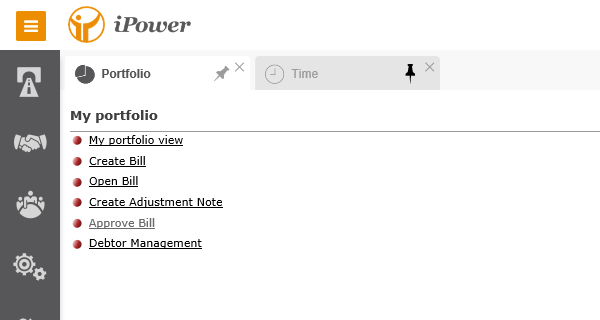 iPower
Portfolio
Time
My portfolio
My portfolio view
Create Bill
Open Bill
Create Adjustment Note
Approve Bill
Debtor Management